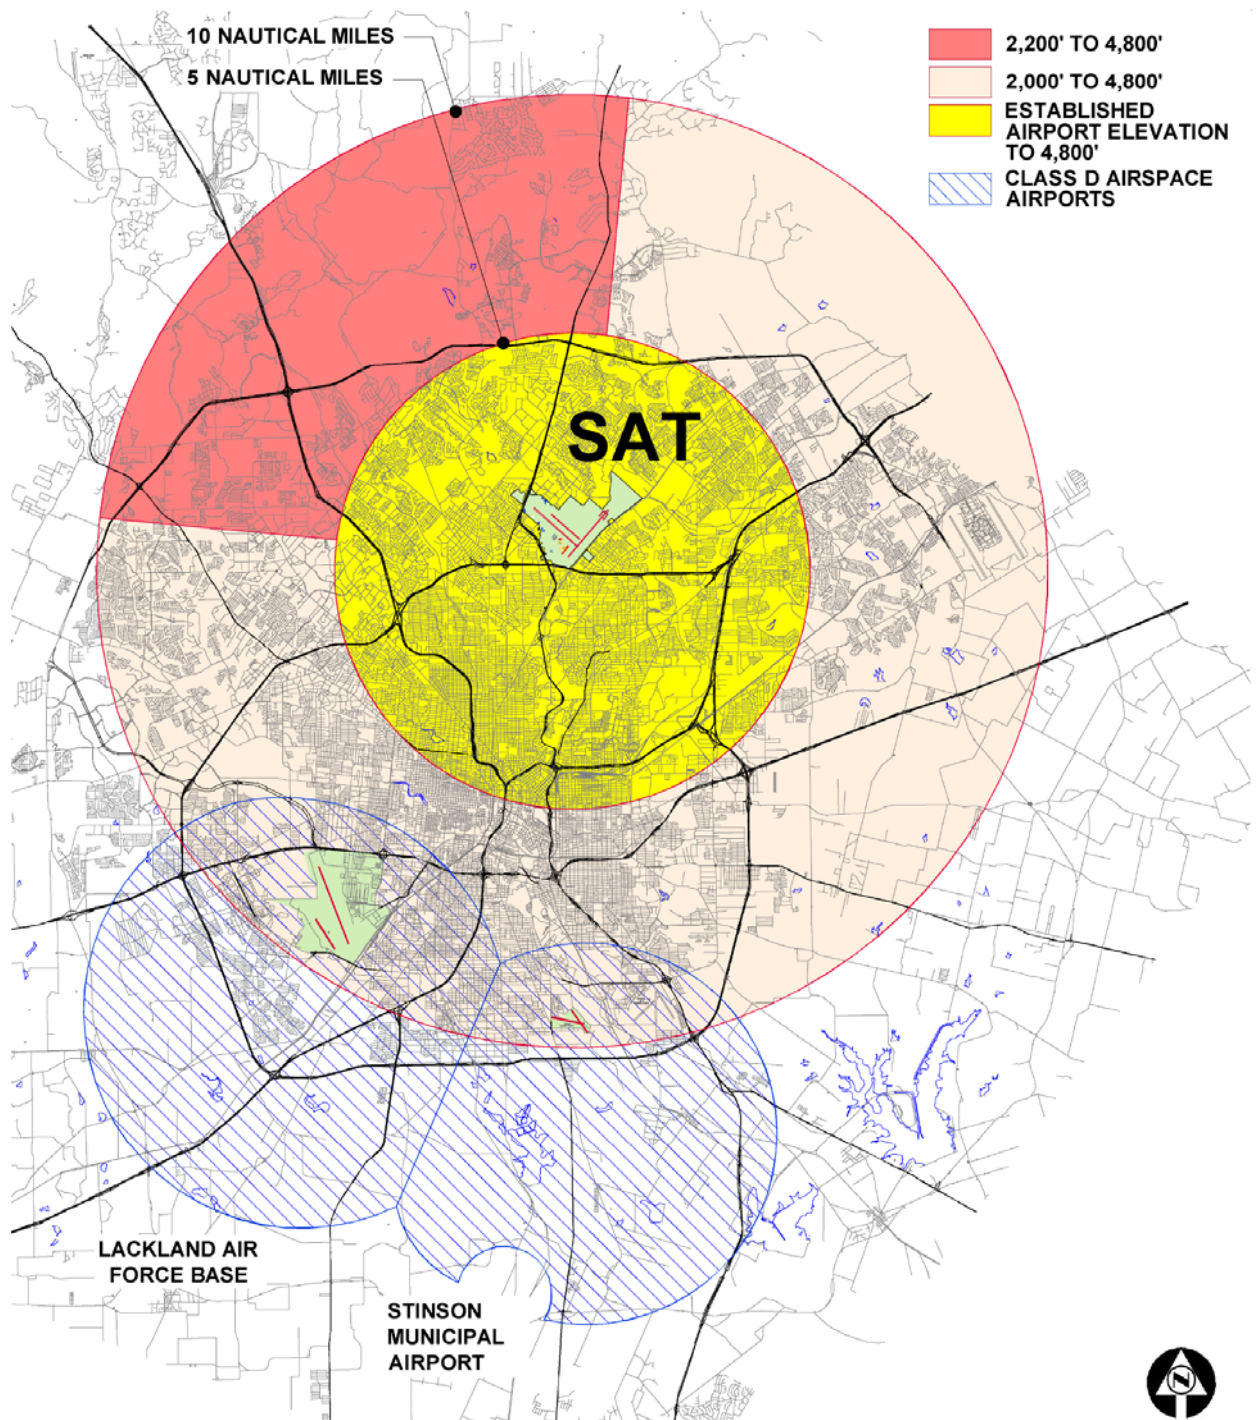 10 NAUTICAL MILES
5 NAUTICAL MILES
2,200' TO 4,800'
2,000' TO 4,800'
ESTABLISHED
AIRPORT ELEVATION
TO 4,800'
CLASS D AIRSPACE
AIRPORTS
SAT
LACKLAND AIR
FORCE BASE
STINSON
MUNICIPAL
AIRPORT
N